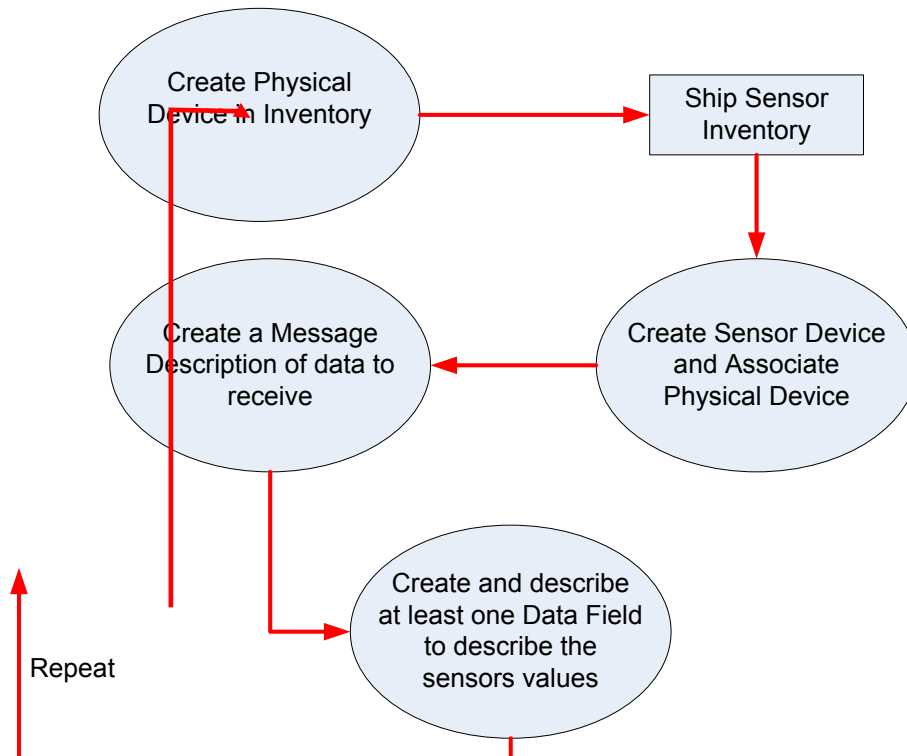 Create Physical
Device in Inventory
Ship Sensor
Inventory
Create Sensor Device
and Associate
Physical Device
Create a Message
Description of data to
receive
Create and describe
at least one Data Field
to describe the
sensors values
Repeat